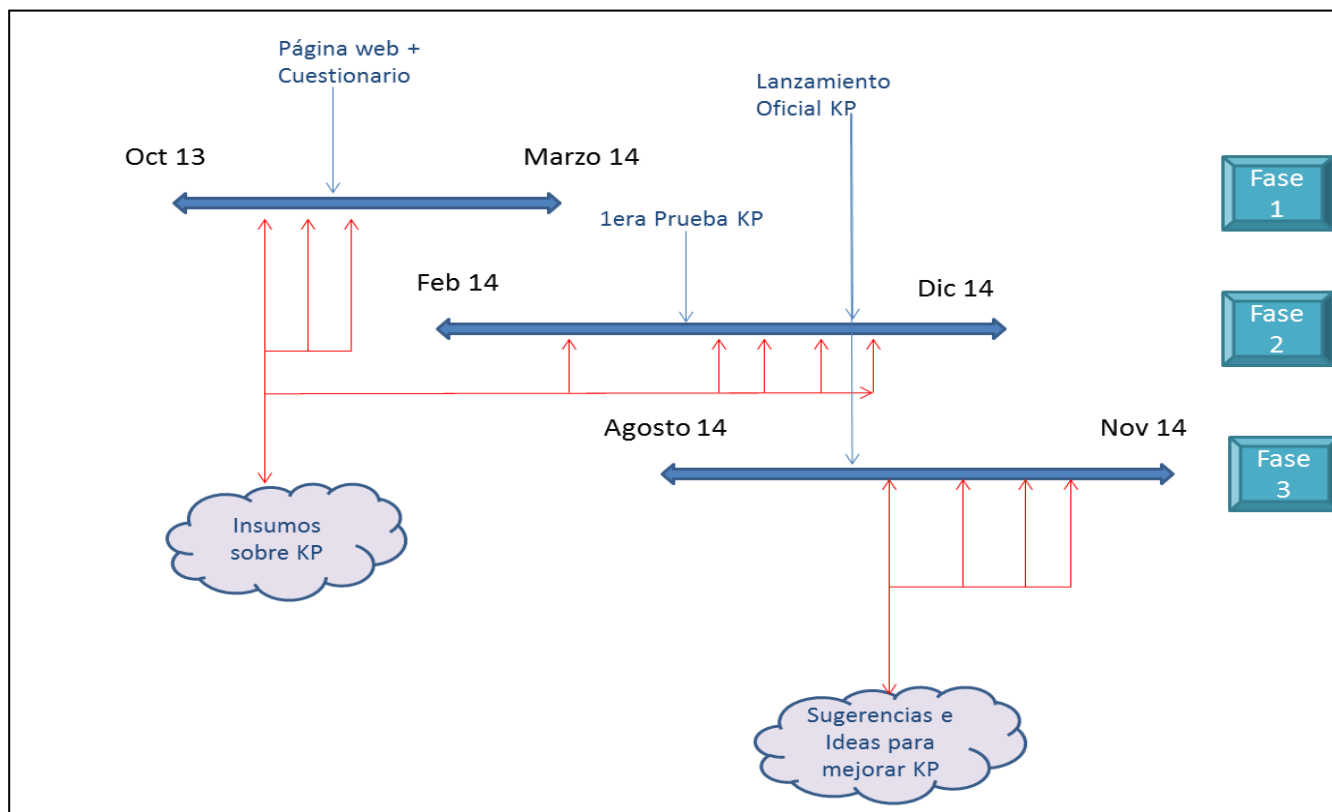 Página web +
Cuestionario
Lanzamiento
Oficial KP
Oct 13
Marzo 14
Fase
1
1era Prueba KP
Feb 14
Dic 14
Fase
2
Agosto 14
Nov 14
Fase
3
Insumos
sobre KP
Sugerencias e
Ideas para
mejorar KP